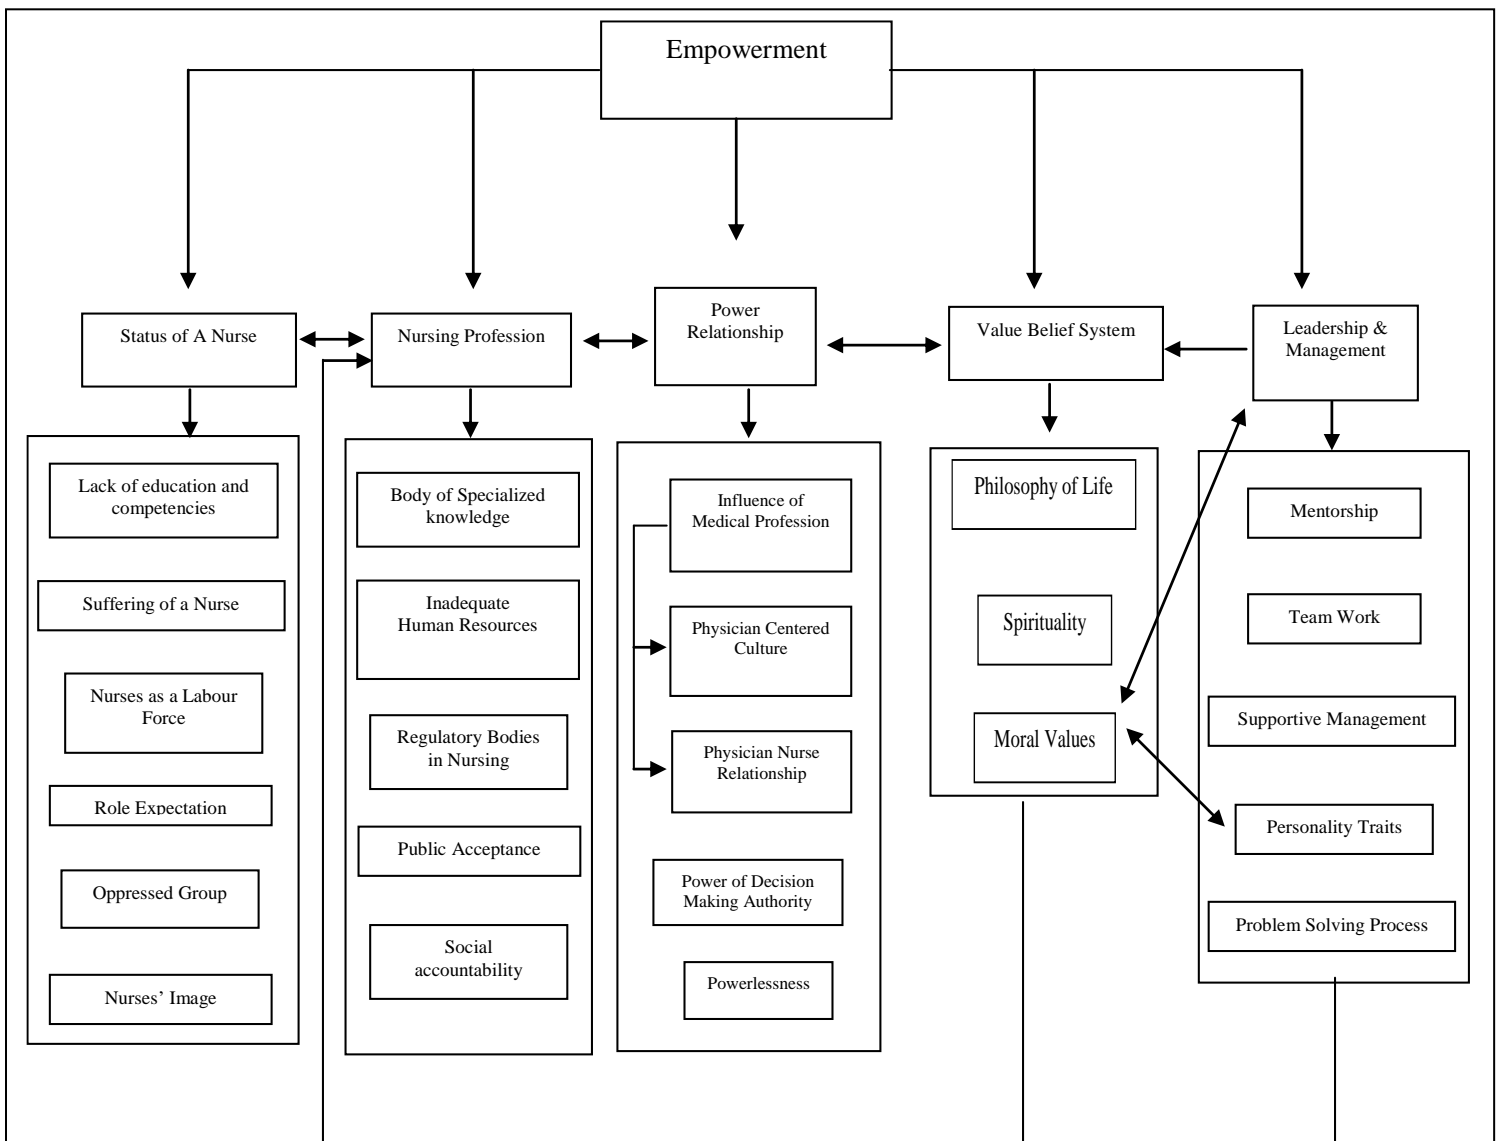 Empowerment
Status of A Nurse
Nursing Profession
Power
Relationship
Value Belief System
Leadership &
Management
Lack of education and
competencies
Suffering of a Nurse
Nurses as a Labour
Force
Role Expectation
Oppressed Group
Nurses’ Image
Body of Specialized
knowledge
Inadequate
Human Resources
Regulatory Bodies
in Nursing
Public Acceptance
Social
accountability
Influence of
Medical Profession
Physician Centered
Culture
Physician Nurse
Relationship
Power of Decision
Making Authority
Powerlessness
Philosophy of Life
Spirituality
Moral Values
Mentorship
Team Work
Supportive Management
Personality Traits
Problem Solving Process